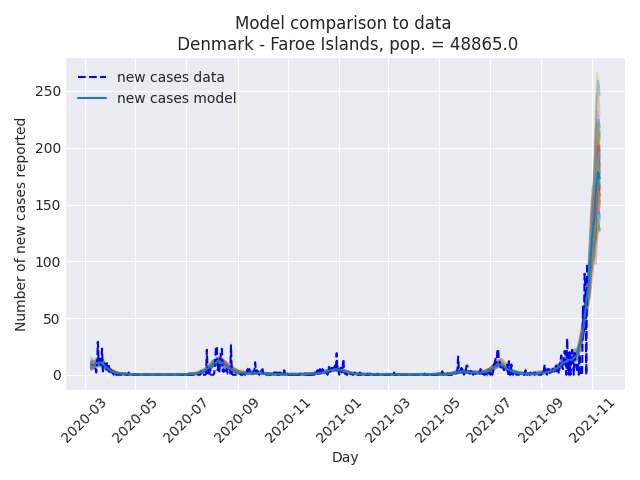 Model comparison to data
Denmark - Faroe Islands, pop. = 48865.0
new cases data
new cases model
Number of new cases reported
250
200
150
100
50
0
2020-03
2020-05
2020-07
2020-09
2020-11
2021-01
2021-03
2021-05
2021-07
2021-09
2021-11
Day